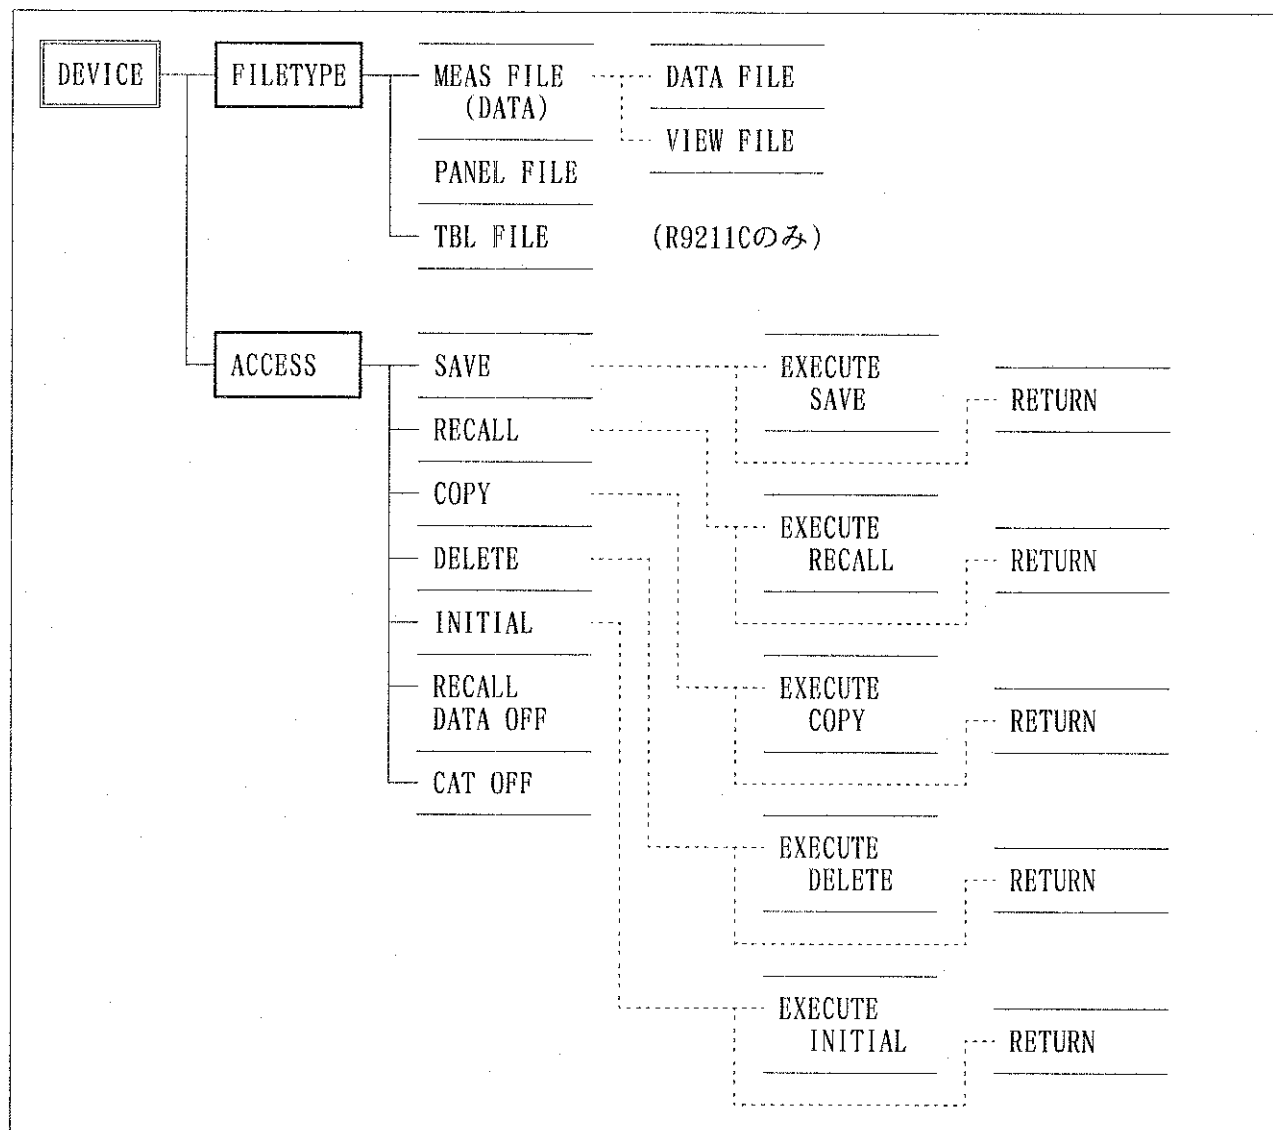 DEVICE
FILETYPE
MEAS FILE
(DATA)
DATA FILE
VIEW FILE
PANEL FILE
TBL FILE
(R9211Cのみ)
ACCESS
SAVE
EXECUTE
SAVE
RETURN
RECALL
EXECUTE
RECALL
RETURN
COPY
EXECUTE
COPY
RETURN
DELETE
EXECUTE
DELETE
RETURN
INITIAL
EXECUTE
INITIAL
RETURN
RECALL
DATA OFF
CAT OFF